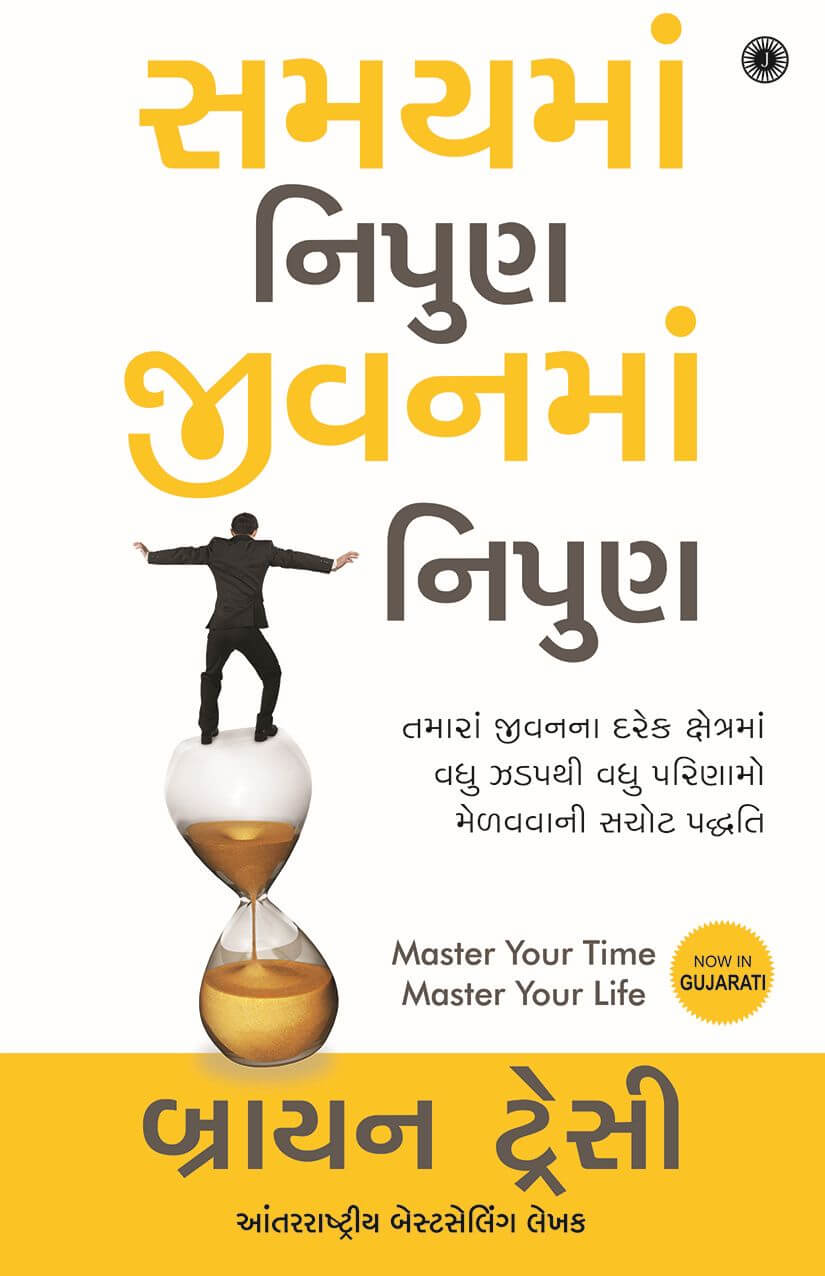 J
સમયમાં
નિપુણ
જીવનમાં
નિપુણ
તમારાં જીવનના દરેક ક્ષેત્રમાં
વધુ ઝડપથી વધુ પરિણામો
મેળવવાની સચોટ પદ્ધતિ
Master Your Time
Master Your Life
NOW IN
GUJARATI
બ્રાયન ટ્રેસી
આંતરરાષ્ટ્રીય બેસ્ટસેલિંગ લેખક